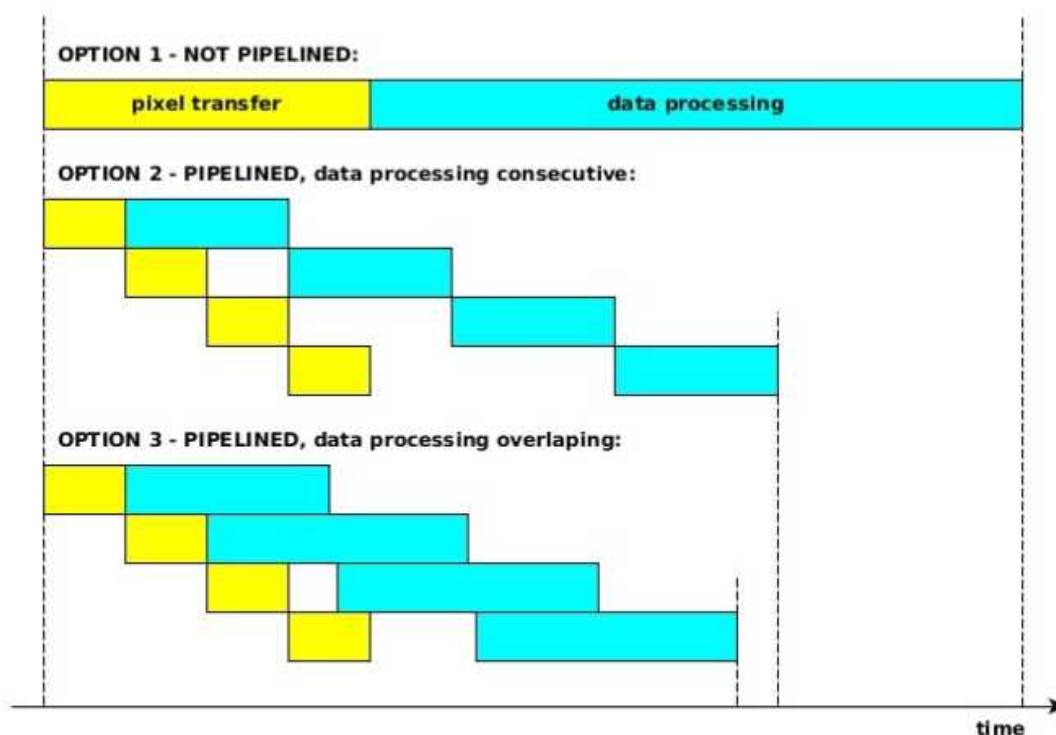 OPTION 1 - NOT PIPELINED:
pixel transfer data processing
OPTION 2 - PIPELINED, data processing consecutive:
OPTION 3 - PIPELINED, data processing overlaping:
time